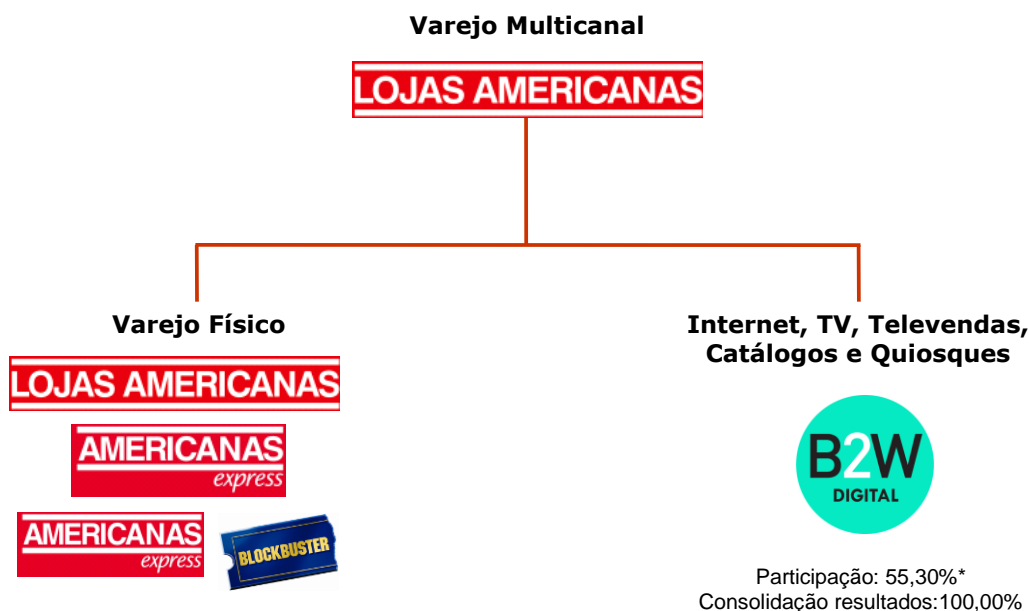 Varejo Multicanal
LOJAS AMERICANAS
Varejo Físico
LOJAS AMERICANAS
AMERICANAS
express
AMERICANAS
express
BLOCKBUSTER
Internet, TV, Televendas,
Catálogos e Quiosques
B2W
DIGITAL
Participação: 55,30%*
Consolidação resultados:100,00%